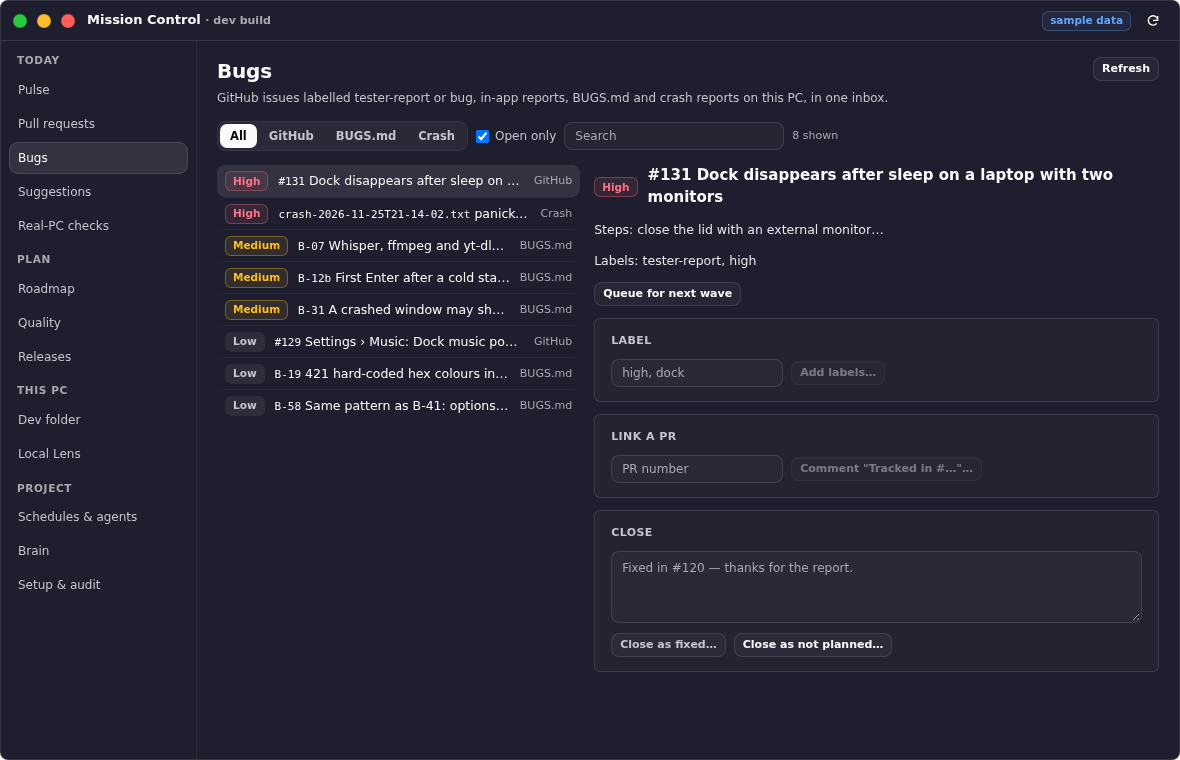 Mission Control · dev build
sample data
TODAY
Pulse
Pull requests
Bugs
Suggestions
Real-PC checks
PLAN
Roadmap
Quality
Releases
THIS PC
Dev folder
Local Lens
PROJECT
Schedules & agents
Brain
Setup & audit
Bugs
Refresh
GitHub issues labelled tester-report or bug, in-app reports, BUGS.md and crash reports on this PC, in one inbox.
All GitHub BUGS.md Crash Open only Search 8 shown
High #131 Dock disappears after sleep on … GitHub
High crash-2026-11-25T21-14-02.txt panick… Crash
Medium B-07 Whisper, ffmpeg and yt-dl… BUGS.md
Medium B-12b First Enter after a cold sta… BUGS.md
Medium B-31 A crashed window may sh… BUGS.md
Low #129 Settings › Music: Dock music po… GitHub
Low B-19 421 hard-coded hex colours in… BUGS.md
Low B-58 Same pattern as B-41: options… BUGS.md
High #131 Dock disappears after sleep on a laptop with two
monitors
Steps: close the lid with an external monitor…
Labels: tester-report, high
Queue for next wave
LABEL
high, dock Add labels…
LINK A PR
PR number Comment "Tracked in #…"…
CLOSE
Fixed in #120 — thanks for the report.
Close as fixed… Close as not planned…